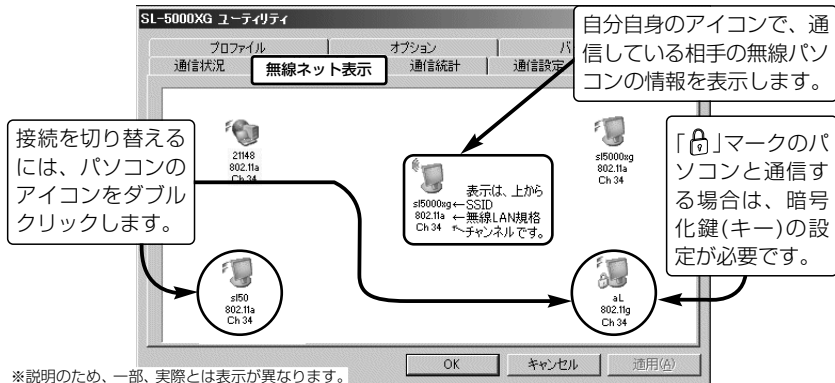 SL-5000XG ユーティリティ
自分自身のアイコンで、通
信している相手の無線パソ
コンの情報を表示します。
プロファイル
オプション
通信状況
無線ネット表示
通信統計
通信設定
接続を切り替える
には、パソコンの
アイコンをダブル
クリックします。
21148
802.11a
Ch 34
表示は、上から
sl5000xg←SSID
802.11a ←無線LAN規格
Ch 34 ↖チャンネルです。
sl5000xg
802.11a
Ch 34
「」マークのパ
ソコンと通信す
る場合は、暗号
化鍵(キー)の設
定が必要です。
sl50
802.11a
Ch 34
aL
802.11g
Ch 34
OK
キャンセル
適用(A)
※説明のため、一部、実際とは表示が異なります。